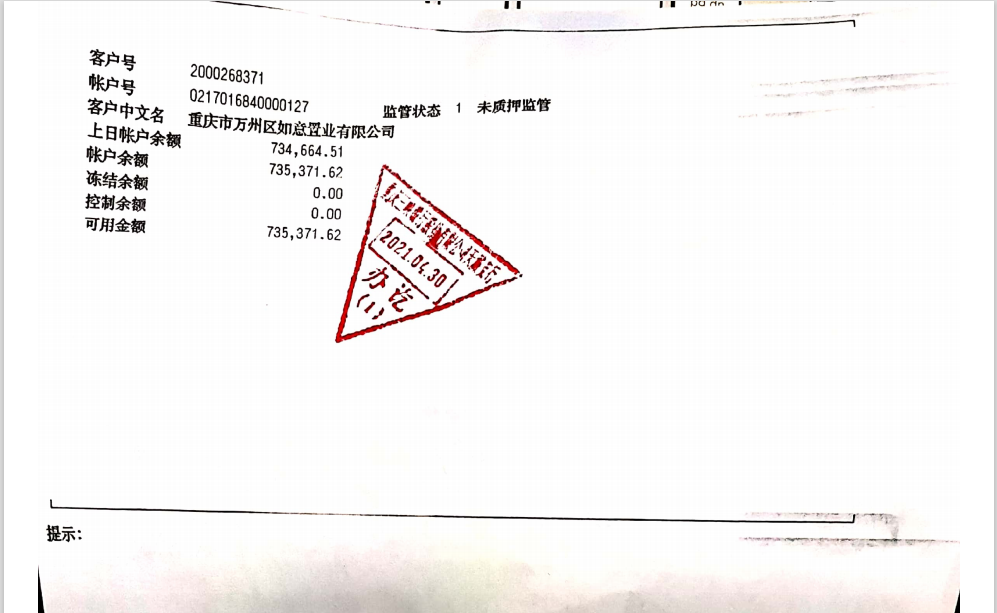 客户号 2000268371
帐户号 0217016840000127 监管状态 1 未质押监管
客户中文名 重庆市万州区如意置业有限公司
上日帐户余额 734,664.51
帐户余额 735,371.62
冻结余额 0.00
控制余额 0.00
可用金额 735,371.62
2021.04.30
办讫
(1)
提示: